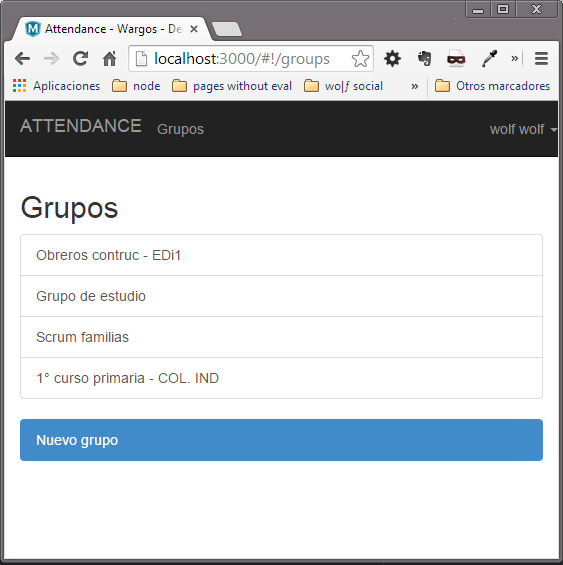 Attendance - Wargos - De
localhost:3000/#!/groups
»
Aplicaciones node pages without eval wo|ƒ social » Otros marcadores
ATTENDANCE Grupos wolf wolf
Grupos
Obreros contruc - EDi1
Grupo de estudio
Scrum familias
1° curso primaria - COL. IND
Nuevo grupo